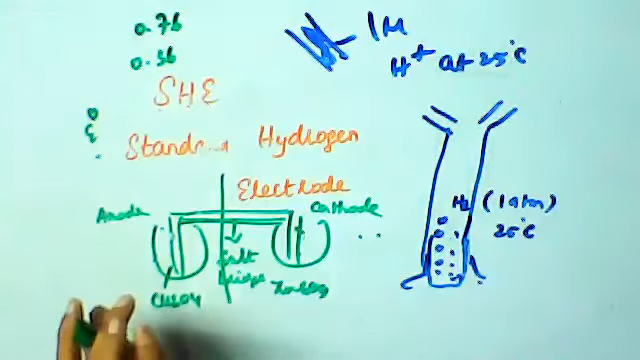 0.76
0.56
1M
H+ at 25°C
SHE
Hydrogen
Electrode
Anode
Cathode
Salt
bridge
CuSO4
ZnSO4
H2 (1atm)
25°C